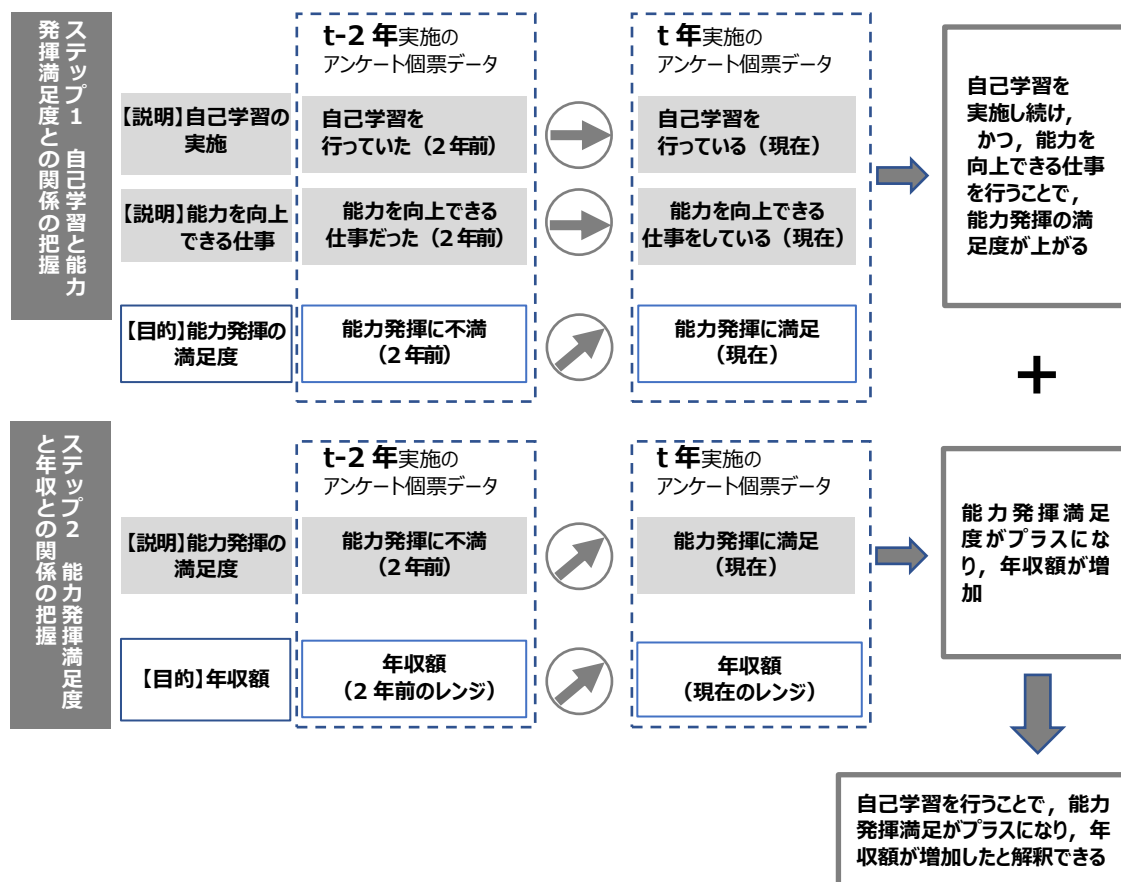 ステップ1　自己学習と能力
発揮満足度との関係の把握
t-2 年実施の
アンケート個票データ
t 年実施の
アンケート個票データ
【説明】自己学習の
実施
自己学習を
行っていた（2 年前）
自己学習を
行っている（現在）
【説明】能力を向上
できる仕事
能力を向上できる
仕事だった（2 年前）
能力を向上できる
仕事をしている（現在）
【目的】能力発揮の
満足度
能力発揮に不満
（2 年前）
能力発揮に満足
（現在）
自己学習を
実施し続け，
かつ，能力を
向上できる仕事
を行うことで，
能力発揮の満
足度が上がる
+
ステップ2　能力発揮満足度
と年収との関係の把握
t-2 年実施の
アンケート個票データ
t 年実施の
アンケート個票データ
【説明】能力発揮の
満足度
能力発揮に不満
（2 年前）
能力発揮に満足
（現在）
【目的】年収額
年収額
（2 年前のレンジ）
年収額
（現在のレンジ）
能力発揮満足
度がプラスにな
り，年収額が増
加
自己学習を行うことで，能力
発揮満足がプラスになり，年
収額が増加したと解釈できる